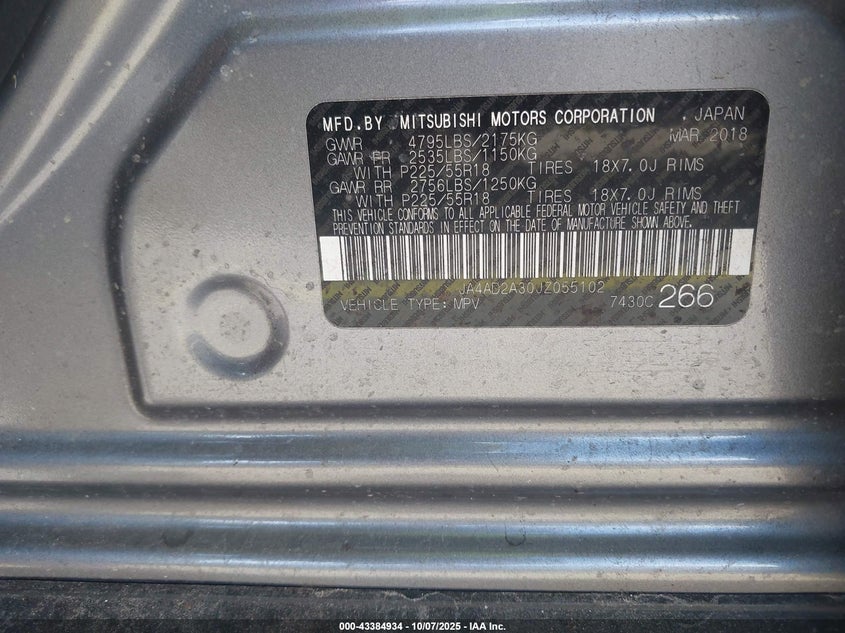 MFD. BY MITSUBISHI MOTORS CORPORATION , JAPAN
GVWR 4795LBS/2175KG MAR.2018
GAWR FR 2535LBS/1150KG
WITH P225/55R18 TIRES 18X7.0J RIMS
GAWR RR 2756LBS/1250KG
WITH P225/55R18 TIRES 18X7.0J RIMS
THIS VEHICLE CONFORMS TO ALL APPLICABLE FEDERAL MOTOR VEHICLE SAFETY AND THEFT
PREVENTION STANDARDS IN EFFECT ON THE DATE OF MANUFACTURE SHOWN ABOVE.
JA4AD2A30JZ055102
VEHICLE TYPE: MPV 7430C 266
000-43384934 - 10/07/2025 - IAA Inc.